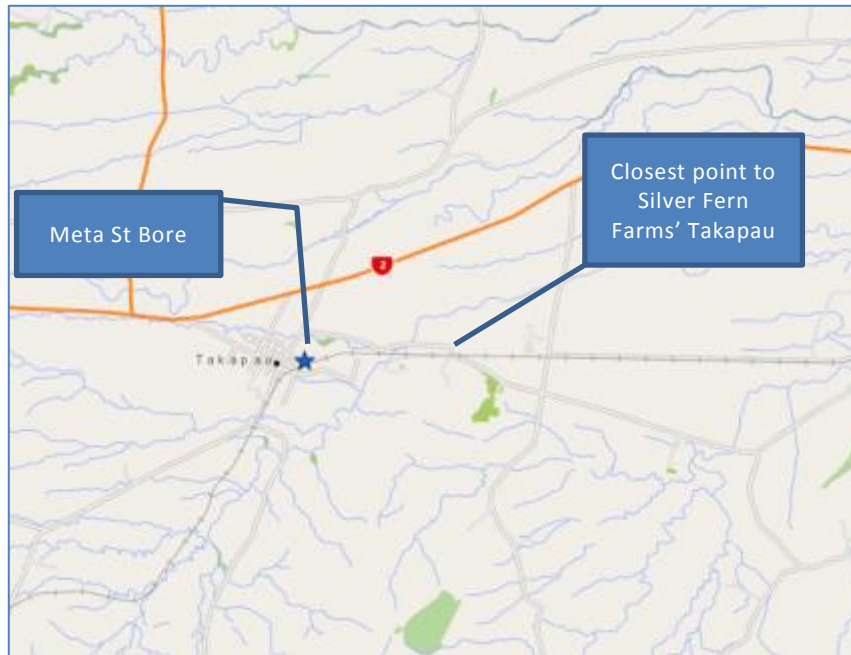 Closest point to
Silver Fern
Farms' Takapau
Meta St Bore
2
Takapau